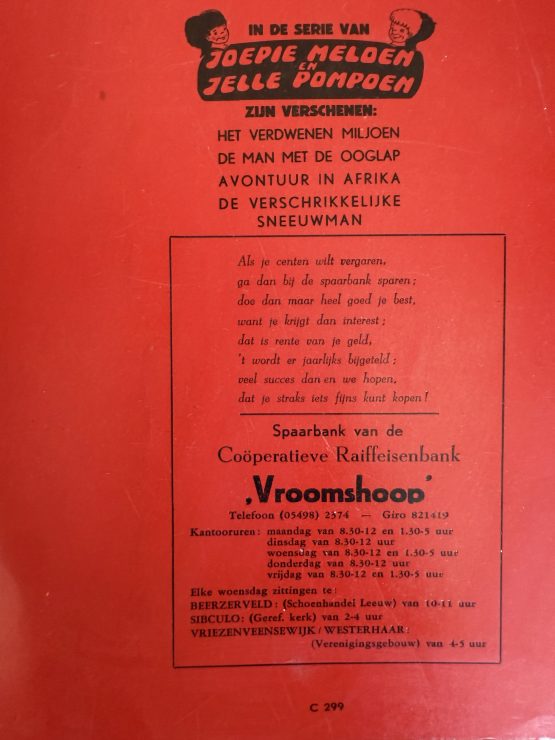 IN DE SERIE VAN
JOEPIE MELOEN
EN
JELLE POMPOEN
ZIJN VERSCHENEN:
HET VERDWENEN MILJOEN
DE MAN MET DE OOGLAP
AVONTUUR IN AFRIKA
DE VERSCHRIKKELIJKE
SNEEUWMAN
Als je centen wilt vergaren,
ga dan bij de spaarbank sparen;
doe dan maar heel goed je best,
want je krijgt dan interest;
dat is rente van je geld,
't wordt er jaarlijks bijgeteld;
veel succes dan en we hopen,
dat je straks iets fijns kunt kopen!
Spaarbank van de
Coöperatieve Raiffeisenbank
‚Vroomshoop’
Telefoon (05498) 2374 — Giro 821419
Kantooruren: maandag van 8.30-12 en 1.30-5 uur
dinsdag van 8.30-12 uur
woensdag van 8.30-12 en 1.30-5 uur
donderdag van 8.30-12 uur
vrijdag van 8.30-12 en 1.30-5 uur
Elke woensdag zittingen te:
BEERZERVELD: (Schoenhandel Leeuw) van 10-11 uur
SIBCULO: (Geref. kerk) van 2-4 uur
VRIEZENVEENSEWIJK/WESTERHAAR:
(Verenigingsgebouw) van 4-5 uur
C 299